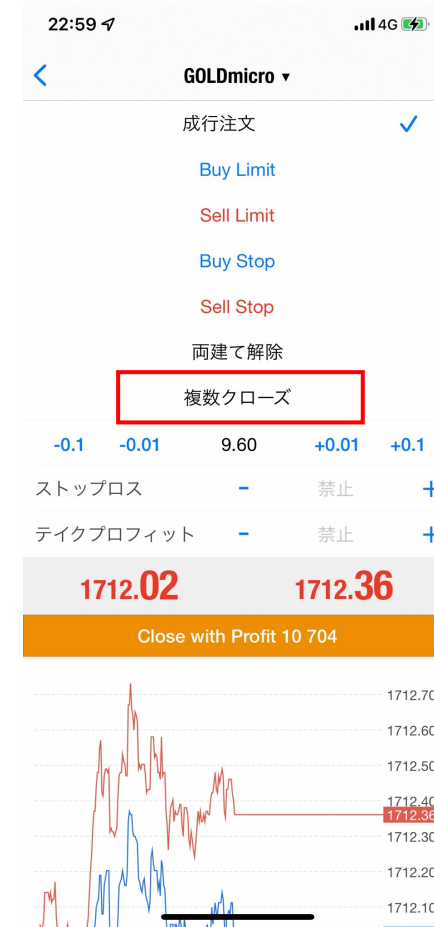 22:59 4G
GOLDmicro ▼
成行注文
Buy Limit
Sell Limit
Buy Stop
Sell Stop
両建て解除
複数クローズ
-0.1 -0.01 9.60 +0.01 +0.1
ストップロス - 禁止 +
テイクプロフィット - 禁止 +
1712.02 1712.36
Close with Profit 10 704
1712.70
1712.60
1712.50
1712.40
1712.36
1712.30
1712.20
1712.10